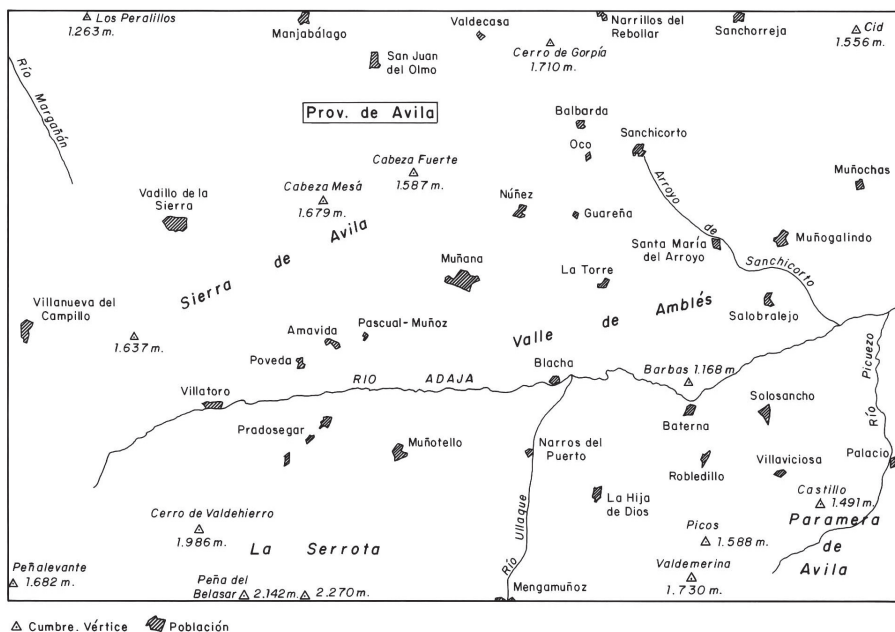 Los Peralillos
1.263 m.
Manjabálago
Valdecasa
Narrillos del
Rebollar
Sanchorreja
Cid
1.556 m.
San Juan
del Olmo
Cerro de Gorpía
1.710 m.
Río Margañán
Prov. de Avila
Balbarda
Oco
Sanchicorto
Cabeza Fuerte
1.587 m.
Cabeza Mesá
1.679 m.
Muñochas
Vadillo de la
Sierra
Núñez
Guareña
Arroyo de Sanchicorto
Santa María
del Arroyo
Muñogalindo
Sierra de Avila
Muñana
La Torre
Villanueva del
Campillo
Salobralejo
1.637 m.
Amavida
Pascual-Muñoz
Valle de Amblés
Poveda
Blacha
Barbas 1.168 m.
Río Picuezo
Villatoro
RIO ADAJA
Baterna
Solosancho
Pradosegar
Muñotello
Narros del
Puerto
Robledillo
Villaviciosa
Palacio
La Hija
de Dios
Castillo
1.491 m.
Cerro de Valdehierro
1.986 m.
La Serrota
Río Ullaque
Picos
1.588 m.
Paramera
de
Avila
Peñalevante
1.682 m.
Peña del
Belasar
2.142 m.
2.270 m.
Mengamuñoz
Valdemerina
1.730 m.
Cumbre. Vértice
Población